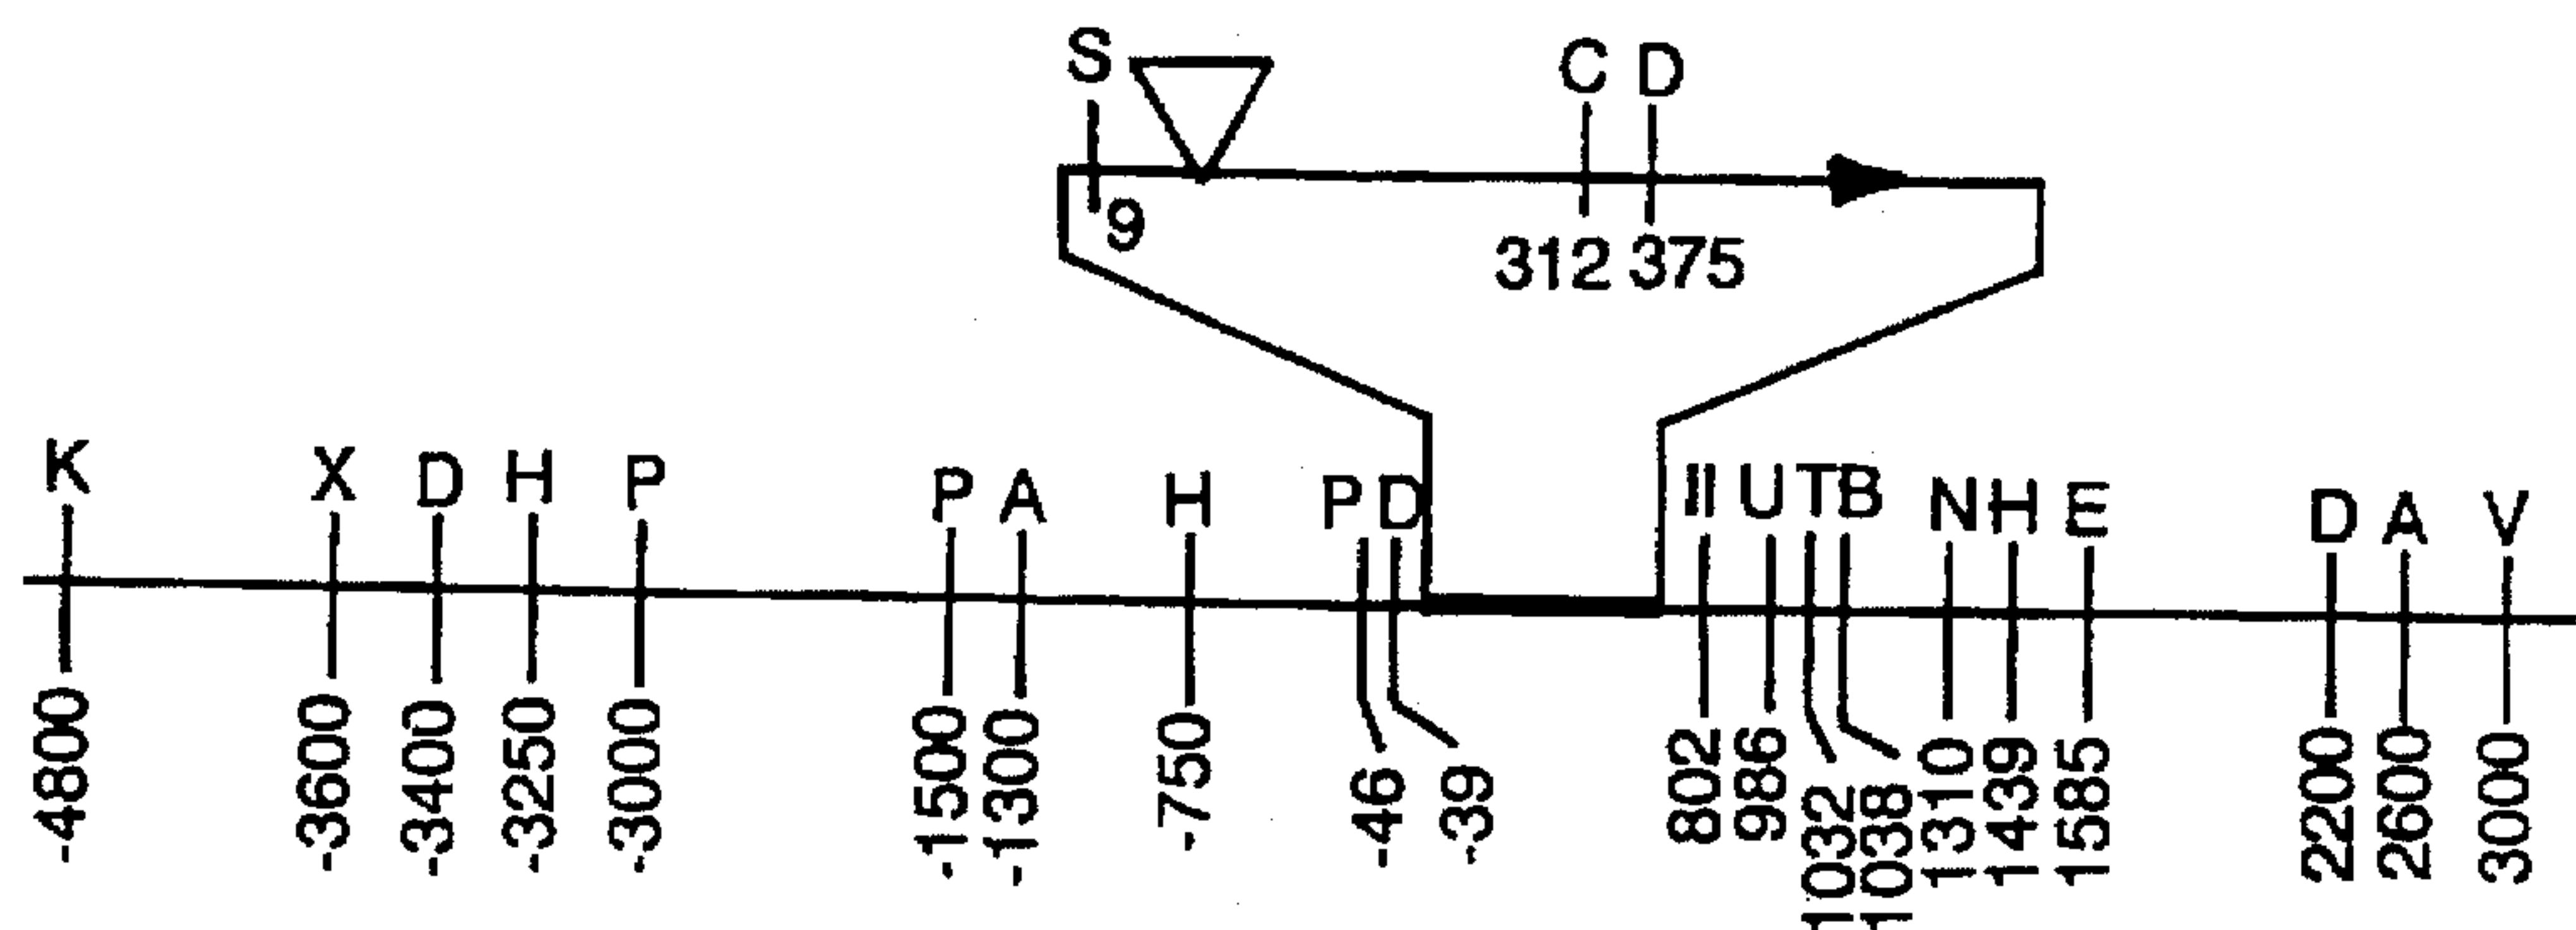 S C D
9 312 375
K X D H P P A H P D II U T B N H E D A V
-4800 -3600 -3400 -3250 -3000 -1500 -1300 -750 -46 -39 802 986 1032 1038 1310 1439 1585 2200 2600 3000